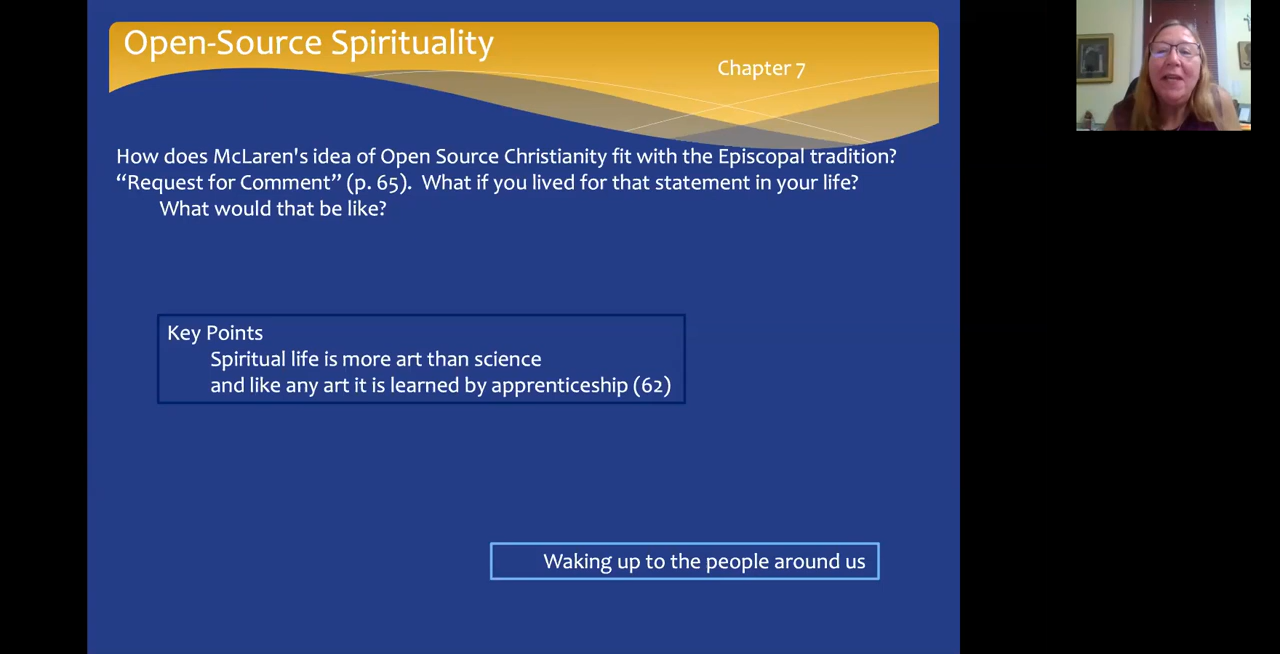 Open-Source Spirituality
Chapter 7
How does McLaren's idea of Open Source Christianity fit with the Episcopal tradition?
“Request for Comment” (p. 65). What if you lived for that statement in your life?
What would that be like?
Key Points
Spiritual life is more art than science
and like any art it is learned by apprenticeship (62)
Waking up to the people around us